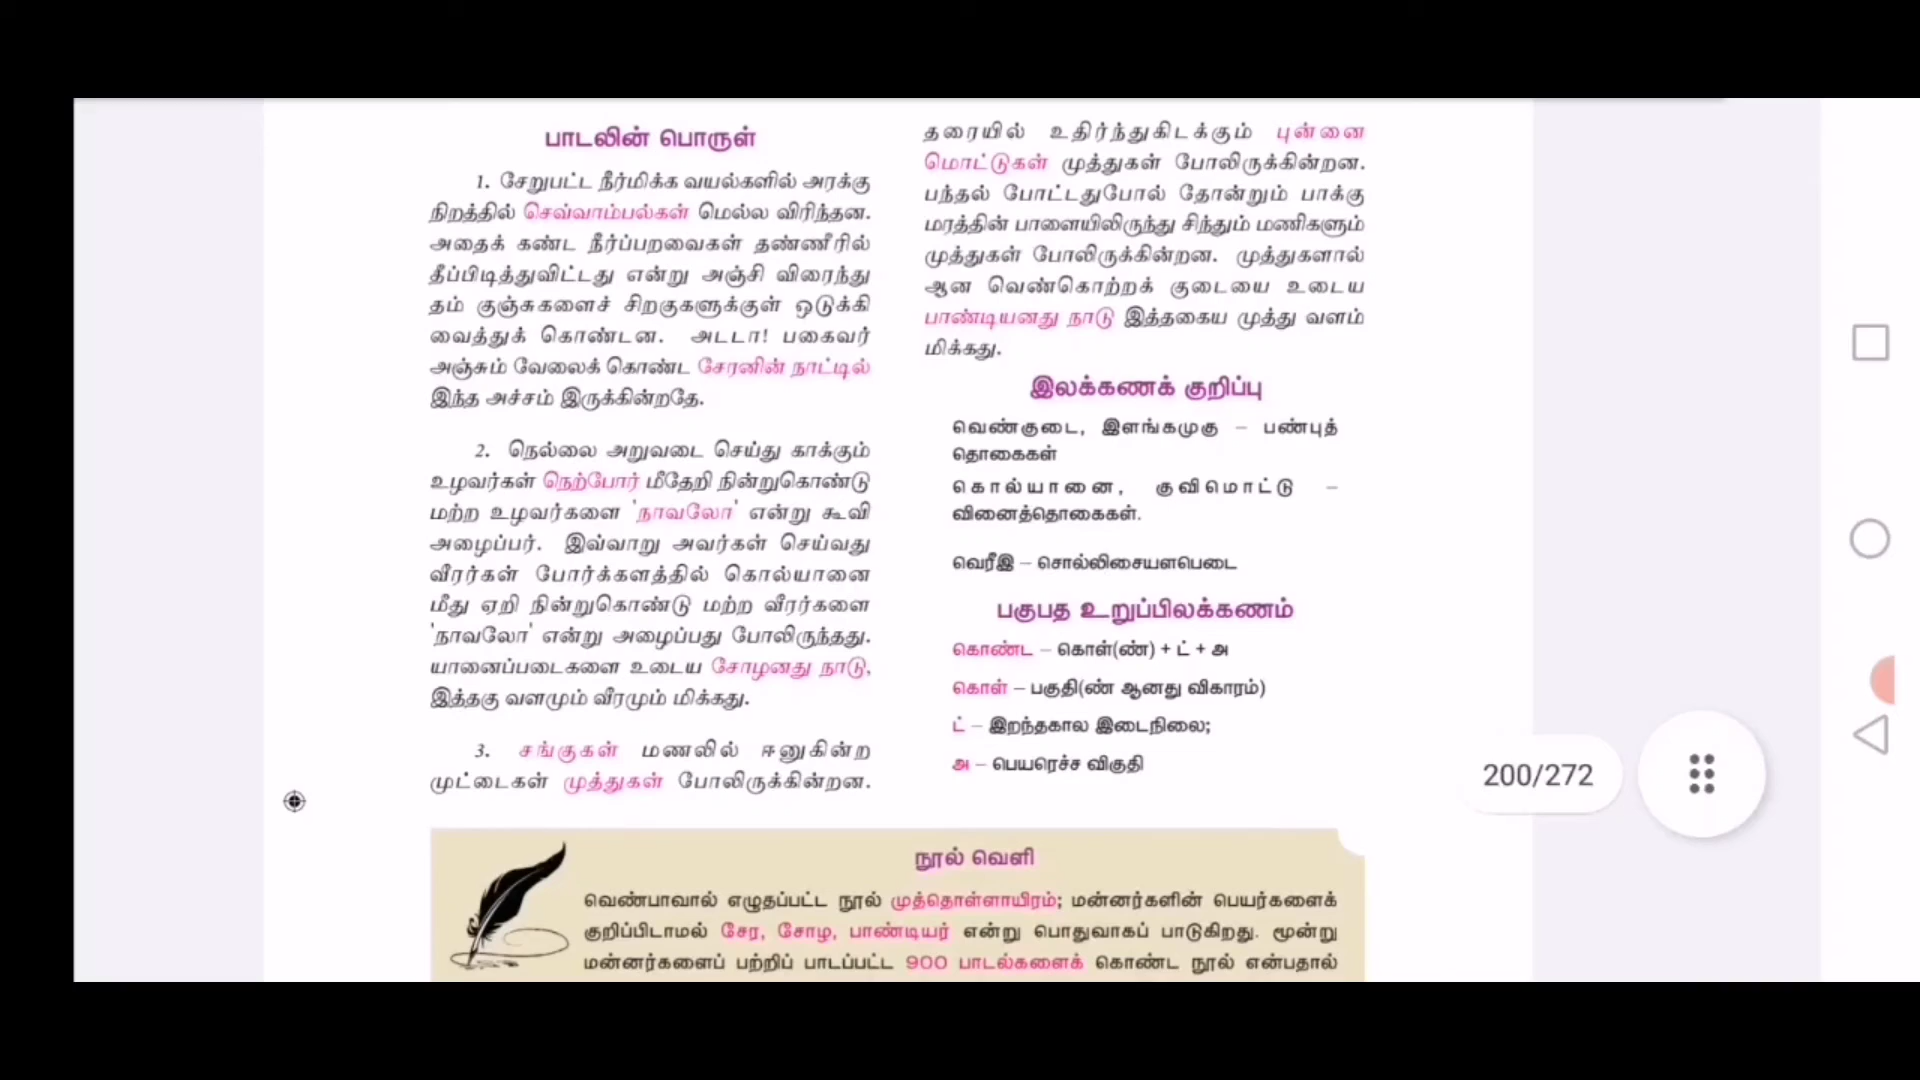 பாடலின் பொருள்
1. சேறுபட்ட நீர்மிக்க வயல்களில் அரக்கு
நிறத்தில் செவ்வாம்பல்கள் மெல்ல விரிந்தன.
அதைக் கண்ட நீர்ப்பறவைகள் தண்ணீரில்
தீப்பிடித்துவிட்டது என்று அஞ்சி விரைந்து
தம் குஞ்சுகளைச் சிறகுகளுக்குள் ஒடுக்கி
வைத்துக் கொண்டன. அடடா! பகைவர்
அஞ்சும் வேலைக் கொண்ட சேரனின் நாட்டில்
இந்த அச்சம் இருக்கின்றதே.
2. நெல்லை அறுவடை செய்து காக்கும்
உழவர்கள் நெற்போர் மீதேறி நின்றுகொண்டு
மற்ற உழவர்களை 'நாவலோ' என்று கூவி
அழைப்பர். இவ்வாறு அவர்கள் செய்வது
வீரர்கள் போர்க்களத்தில் கொல்யானை
மீது ஏறி நின்றுகொண்டு மற்ற வீரர்களை
'நாவலோ' என்று அழைப்பது போலிருந்தது.
யானைப்படைகளை உடைய சோழனது நாடு,
இத்தகு வளமும் வீரமும் மிக்கது.
3. சங்குகள் மணலில் ஈனுகின்ற
முட்டைகள் முத்துகள் போலிருக்கின்றன.
தரையில் உதிர்ந்துகிடக்கும் புன்னை
மொட்டுகள் முத்துகள் போலிருக்கின்றன.
பந்தல் போட்டதுபோல் தோன்றும் பாக்கு
மரத்தின் பாளையிலிருந்து சிந்தும் மணிகளும்
முத்துகள் போலிருக்கின்றன. முத்துகளால்
ஆன வெண்கொற்றக் குடையை உடைய
பாண்டியனது நாடு இத்தகைய முத்து வளம்
மிக்கது.
இலக்கணக் குறிப்பு
வெண்குடை, இளங்கமுகு – பண்புத்
தொகைகள்
கொல்யானை, குவிமொட்டு –
வினைத்தொகைகள்.
வெரீஇ – சொல்லிசையளபெடை
பகுபத உறுப்பிலக்கணம்
கொண்ட – கொள்(ண்) + ட் + அ
கொள் – பகுதி(ண் ஆனது விகாரம்)
ட் – இறந்தகால இடைநிலை;
அ – பெயரெச்ச விகுதி
200/272
நூல் வெளி
வெண்பாவால் எழுதப்பட்ட நூல் முத்தொள்ளாயிரம்; மன்னர்களின் பெயர்களைக்
குறிப்பிடாமல் சேர, சோழ, பாண்டியர் என்று பொதுவாகப் பாடுகிறது. மூன்று
மன்னர்களைப் பற்றிப் பாடப்பட்ட 900 பாடல்களைக் கொண்ட நூல் என்பதால்